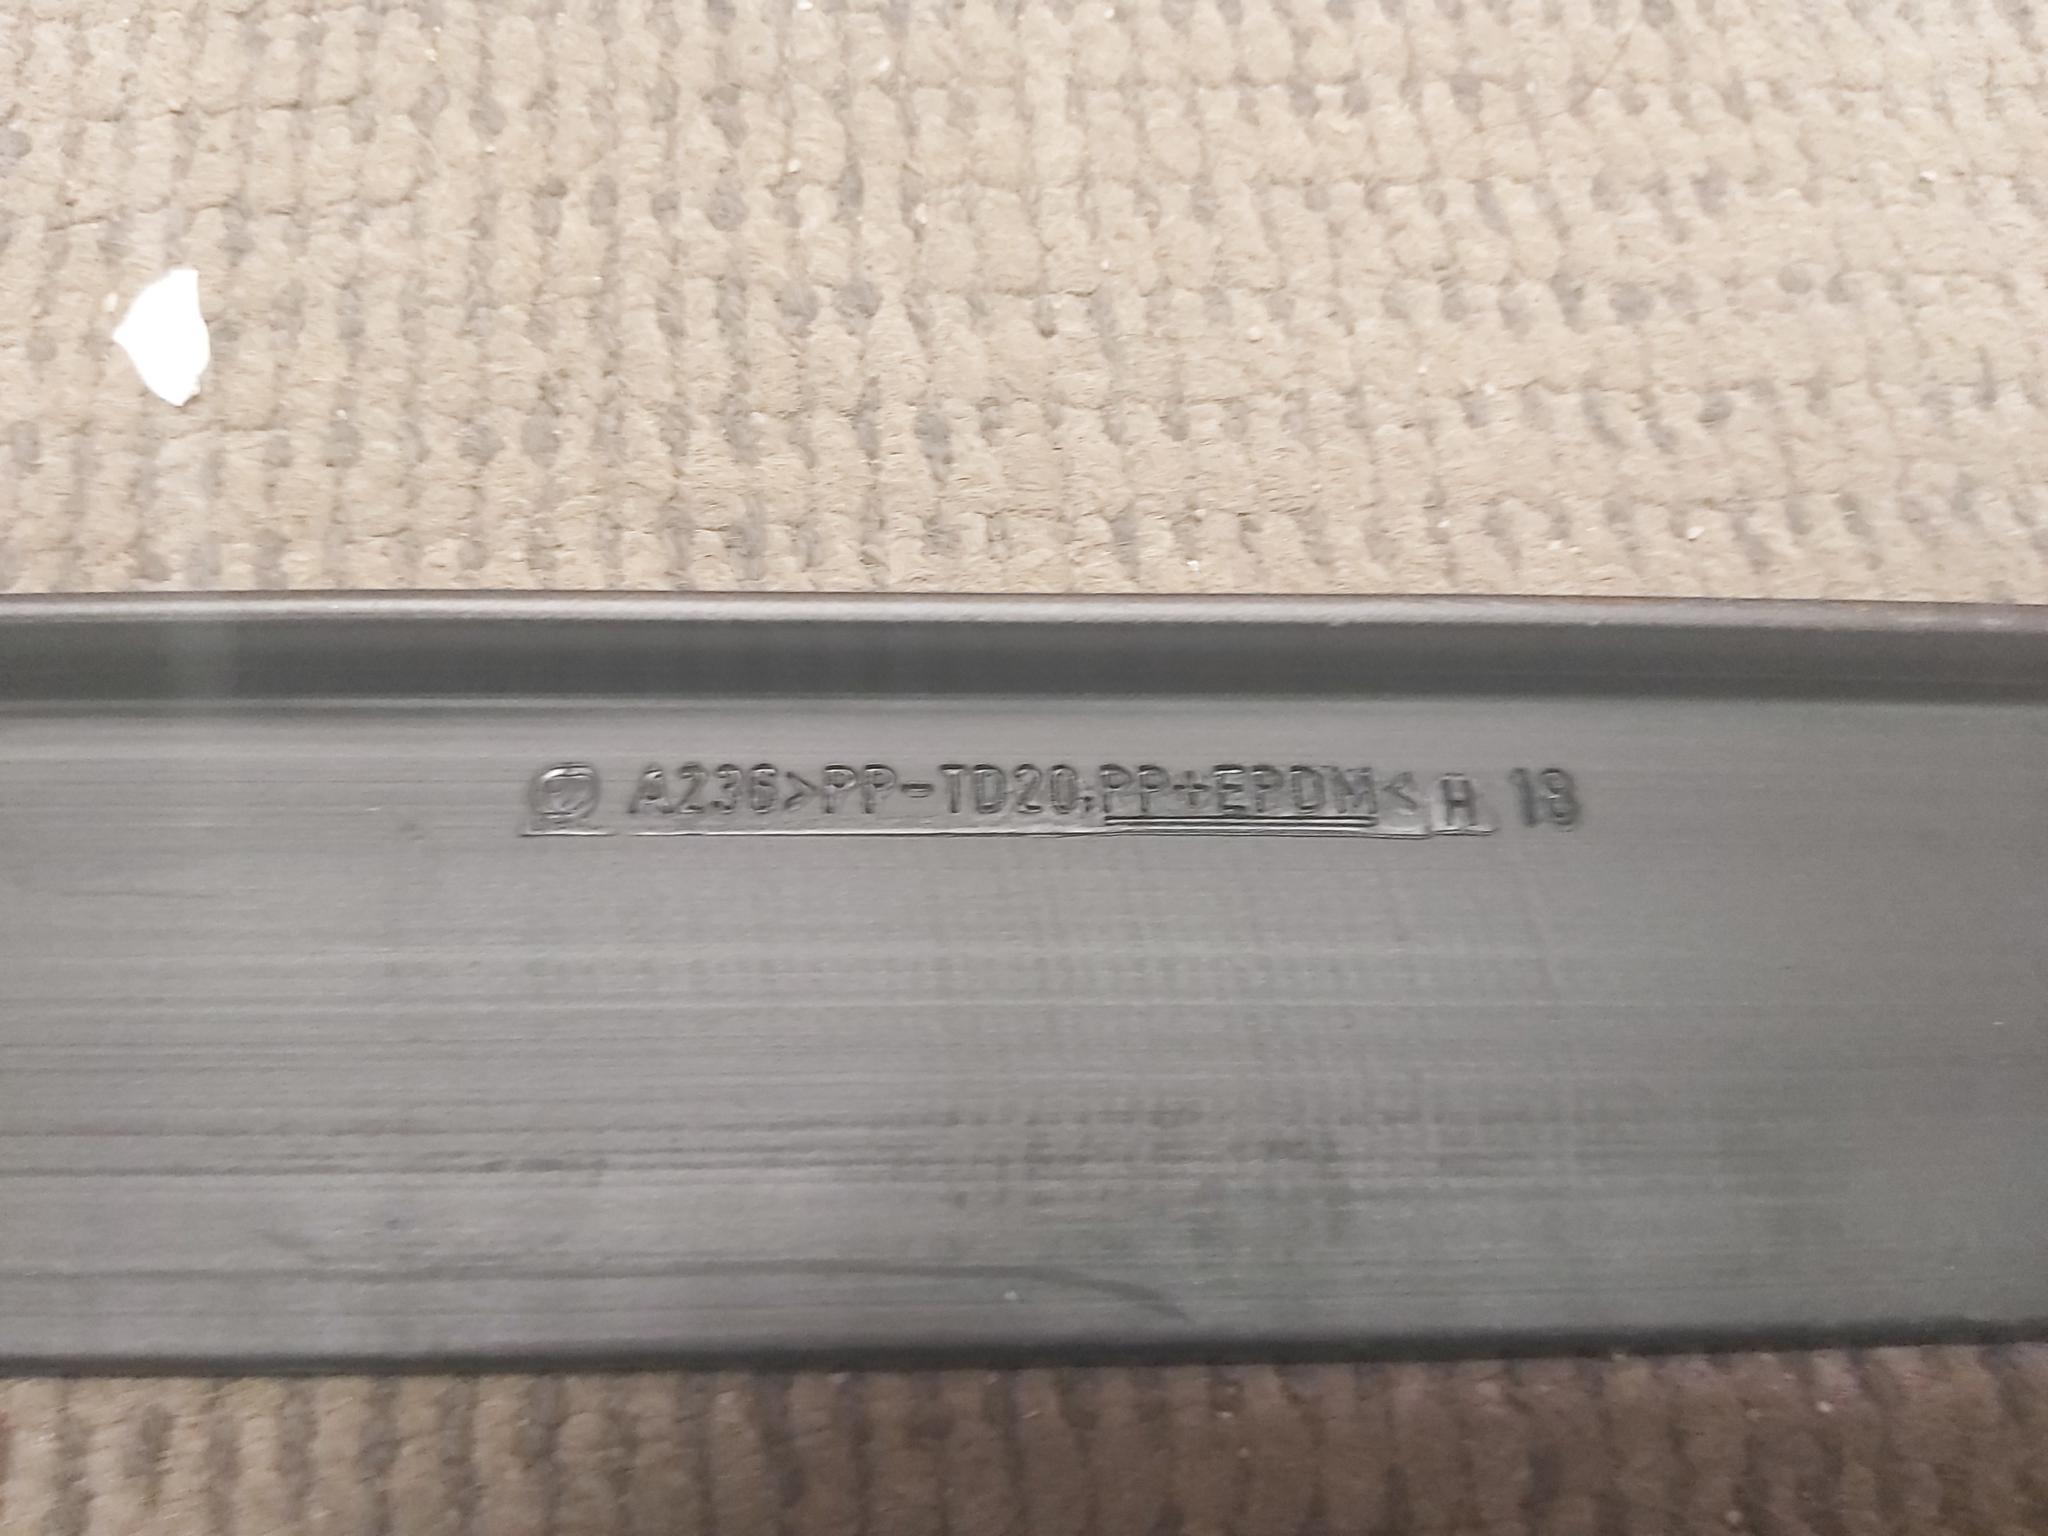 A236>PP-TD20,PP+EPDM< H 18